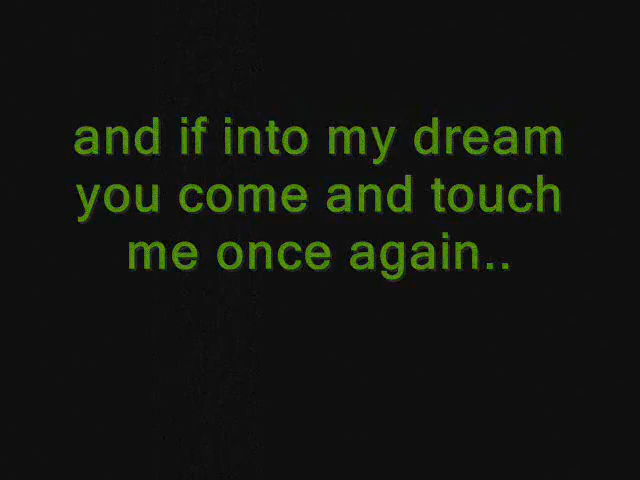 and if into my dream
you come and touch
me once again..